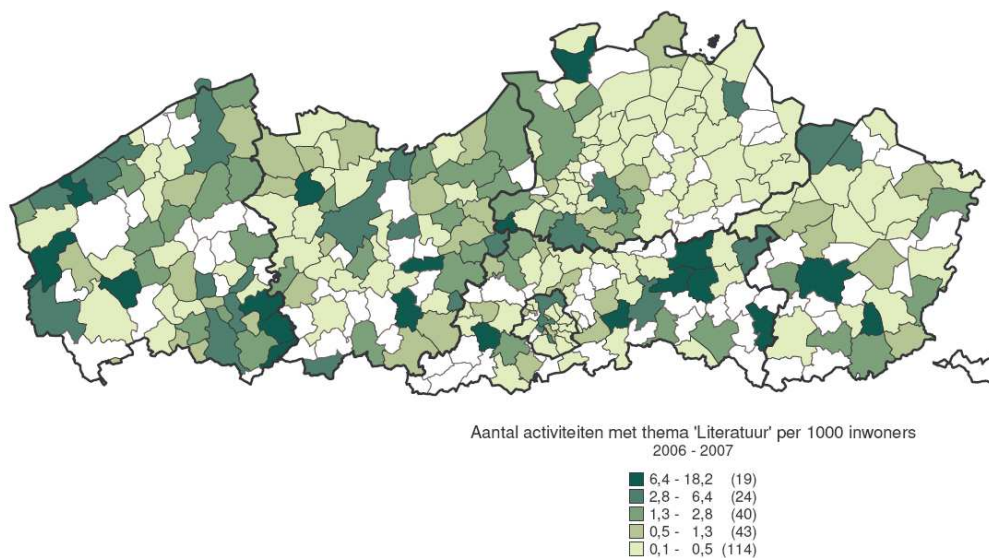 Aantal activiteiten met thema 'Literatuur' per 1000 inwoners
2006 - 2007
6,4 - 18,2 (19)
2,8 - 6,4 (24)
1,3 - 2,8 (40)
0,5 - 1,3 (43)
0,1 - 0,5 (114)